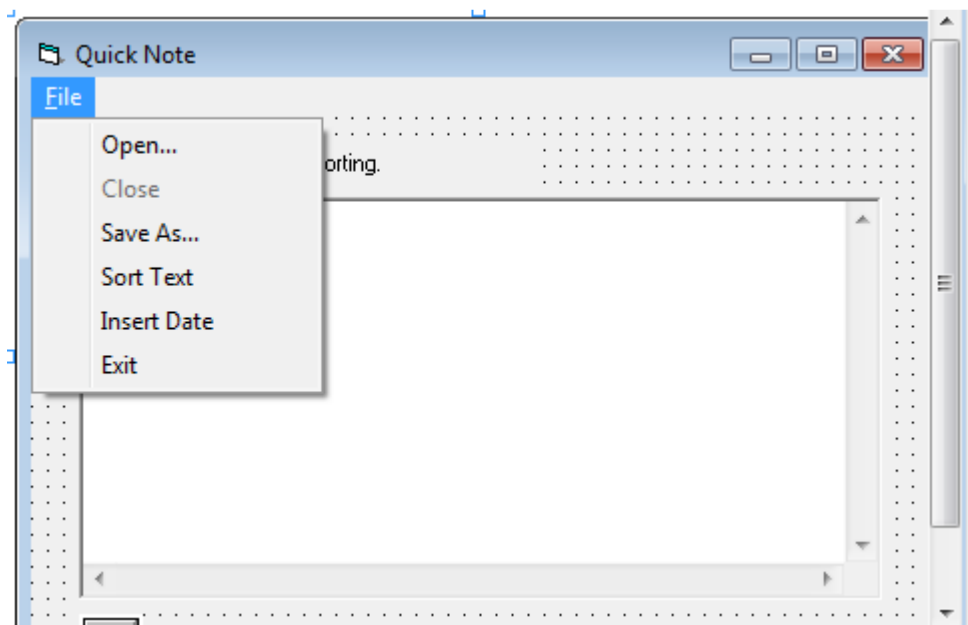 Quick Note
File
Open...
orting.
Close
Save As...
Sort Text
Insert Date
Exit